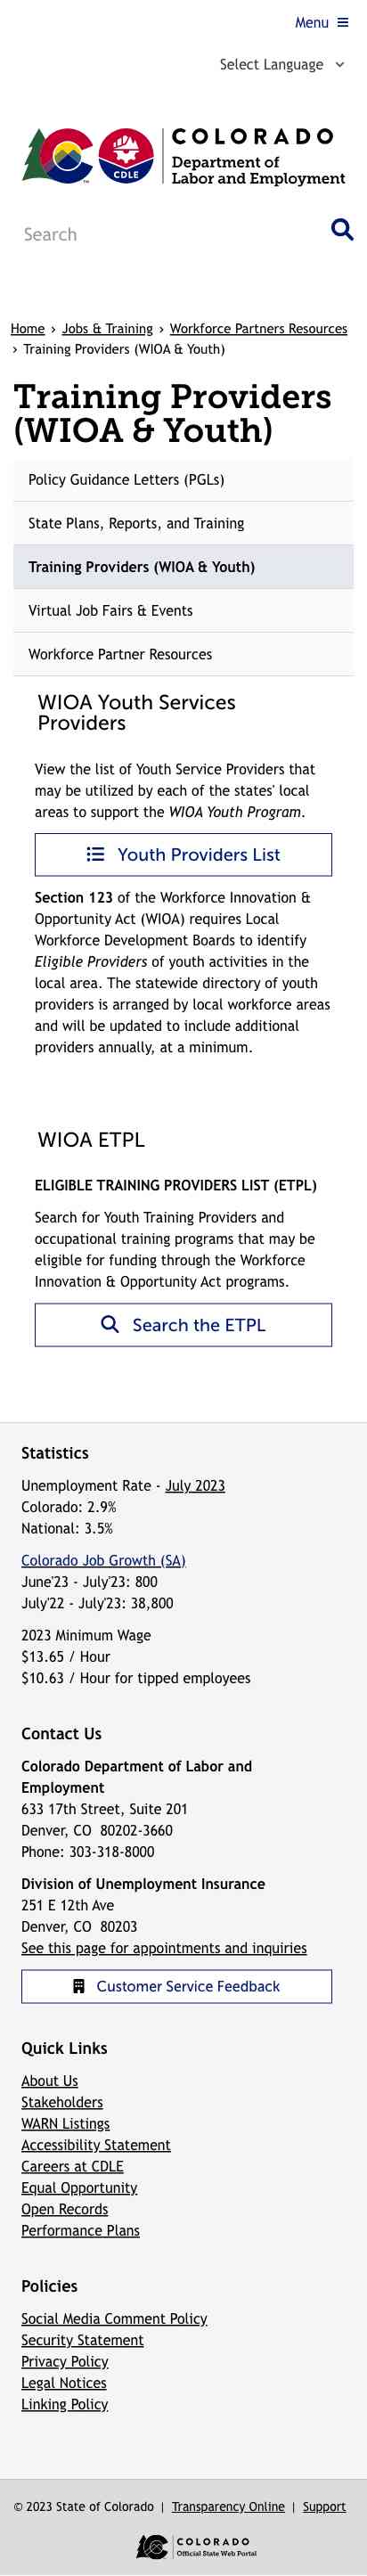 Menu
Select Language
CO
TM
CDLE
COLORADO
Department of
Labor and Employment
Search
Home › Jobs & Training › Workforce Partners Resources
› Training Providers (WIOA & Youth)
Training Providers
(WIOA & Youth)
Policy Guidance Letters (PGLs)
State Plans, Reports, and Training
Training Providers (WIOA & Youth)
Virtual Job Fairs & Events
Workforce Partner Resources
WIOA Youth Services
Providers
View the list of Youth Service Providers that
may be utilized by each of the states' local
areas to support the WIOA Youth Program.
Youth Providers List
Section 123 of the Workforce Innovation &
Opportunity Act (WIOA) requires Local
Workforce Development Boards to identify
Eligible Providers of youth activities in the
local area. The statewide directory of youth
providers is arranged by local workforce areas
and will be updated to include additional
providers annually, at a minimum.
WIOA ETPL
ELIGIBLE TRAINING PROVIDERS LIST (ETPL)
Search for Youth Training Providers and
occupational training programs that may be
eligible for funding through the Workforce
Innovation & Opportunity Act programs.
Search the ETPL
Statistics
Unemployment Rate - July 2023
Colorado: 2.9%
National: 3.5%
Colorado Job Growth (SA)
June'23 - July'23: 800
July'22 - July'23: 38,800
2023 Minimum Wage
$13.65 / Hour
$10.63 / Hour for tipped employees
Contact Us
Colorado Department of Labor and
Employment
633 17th Street, Suite 201
Denver, CO  80202-3660
Phone: 303-318-8000
Division of Unemployment Insurance
251 E 12th Ave
Denver, CO  80203
See this page for appointments and inquiries
Customer Service Feedback
Quick Links
About Us
Stakeholders
WARN Listings
Accessibility Statement
Careers at CDLE
Equal Opportunity
Open Records
Performance Plans
Policies
Social Media Comment Policy
Security Statement
Privacy Policy
Legal Notices
Linking Policy
© 2023 State of Colorado | Transparency Online | Support
CO
COLORADO
Official State Web Portal